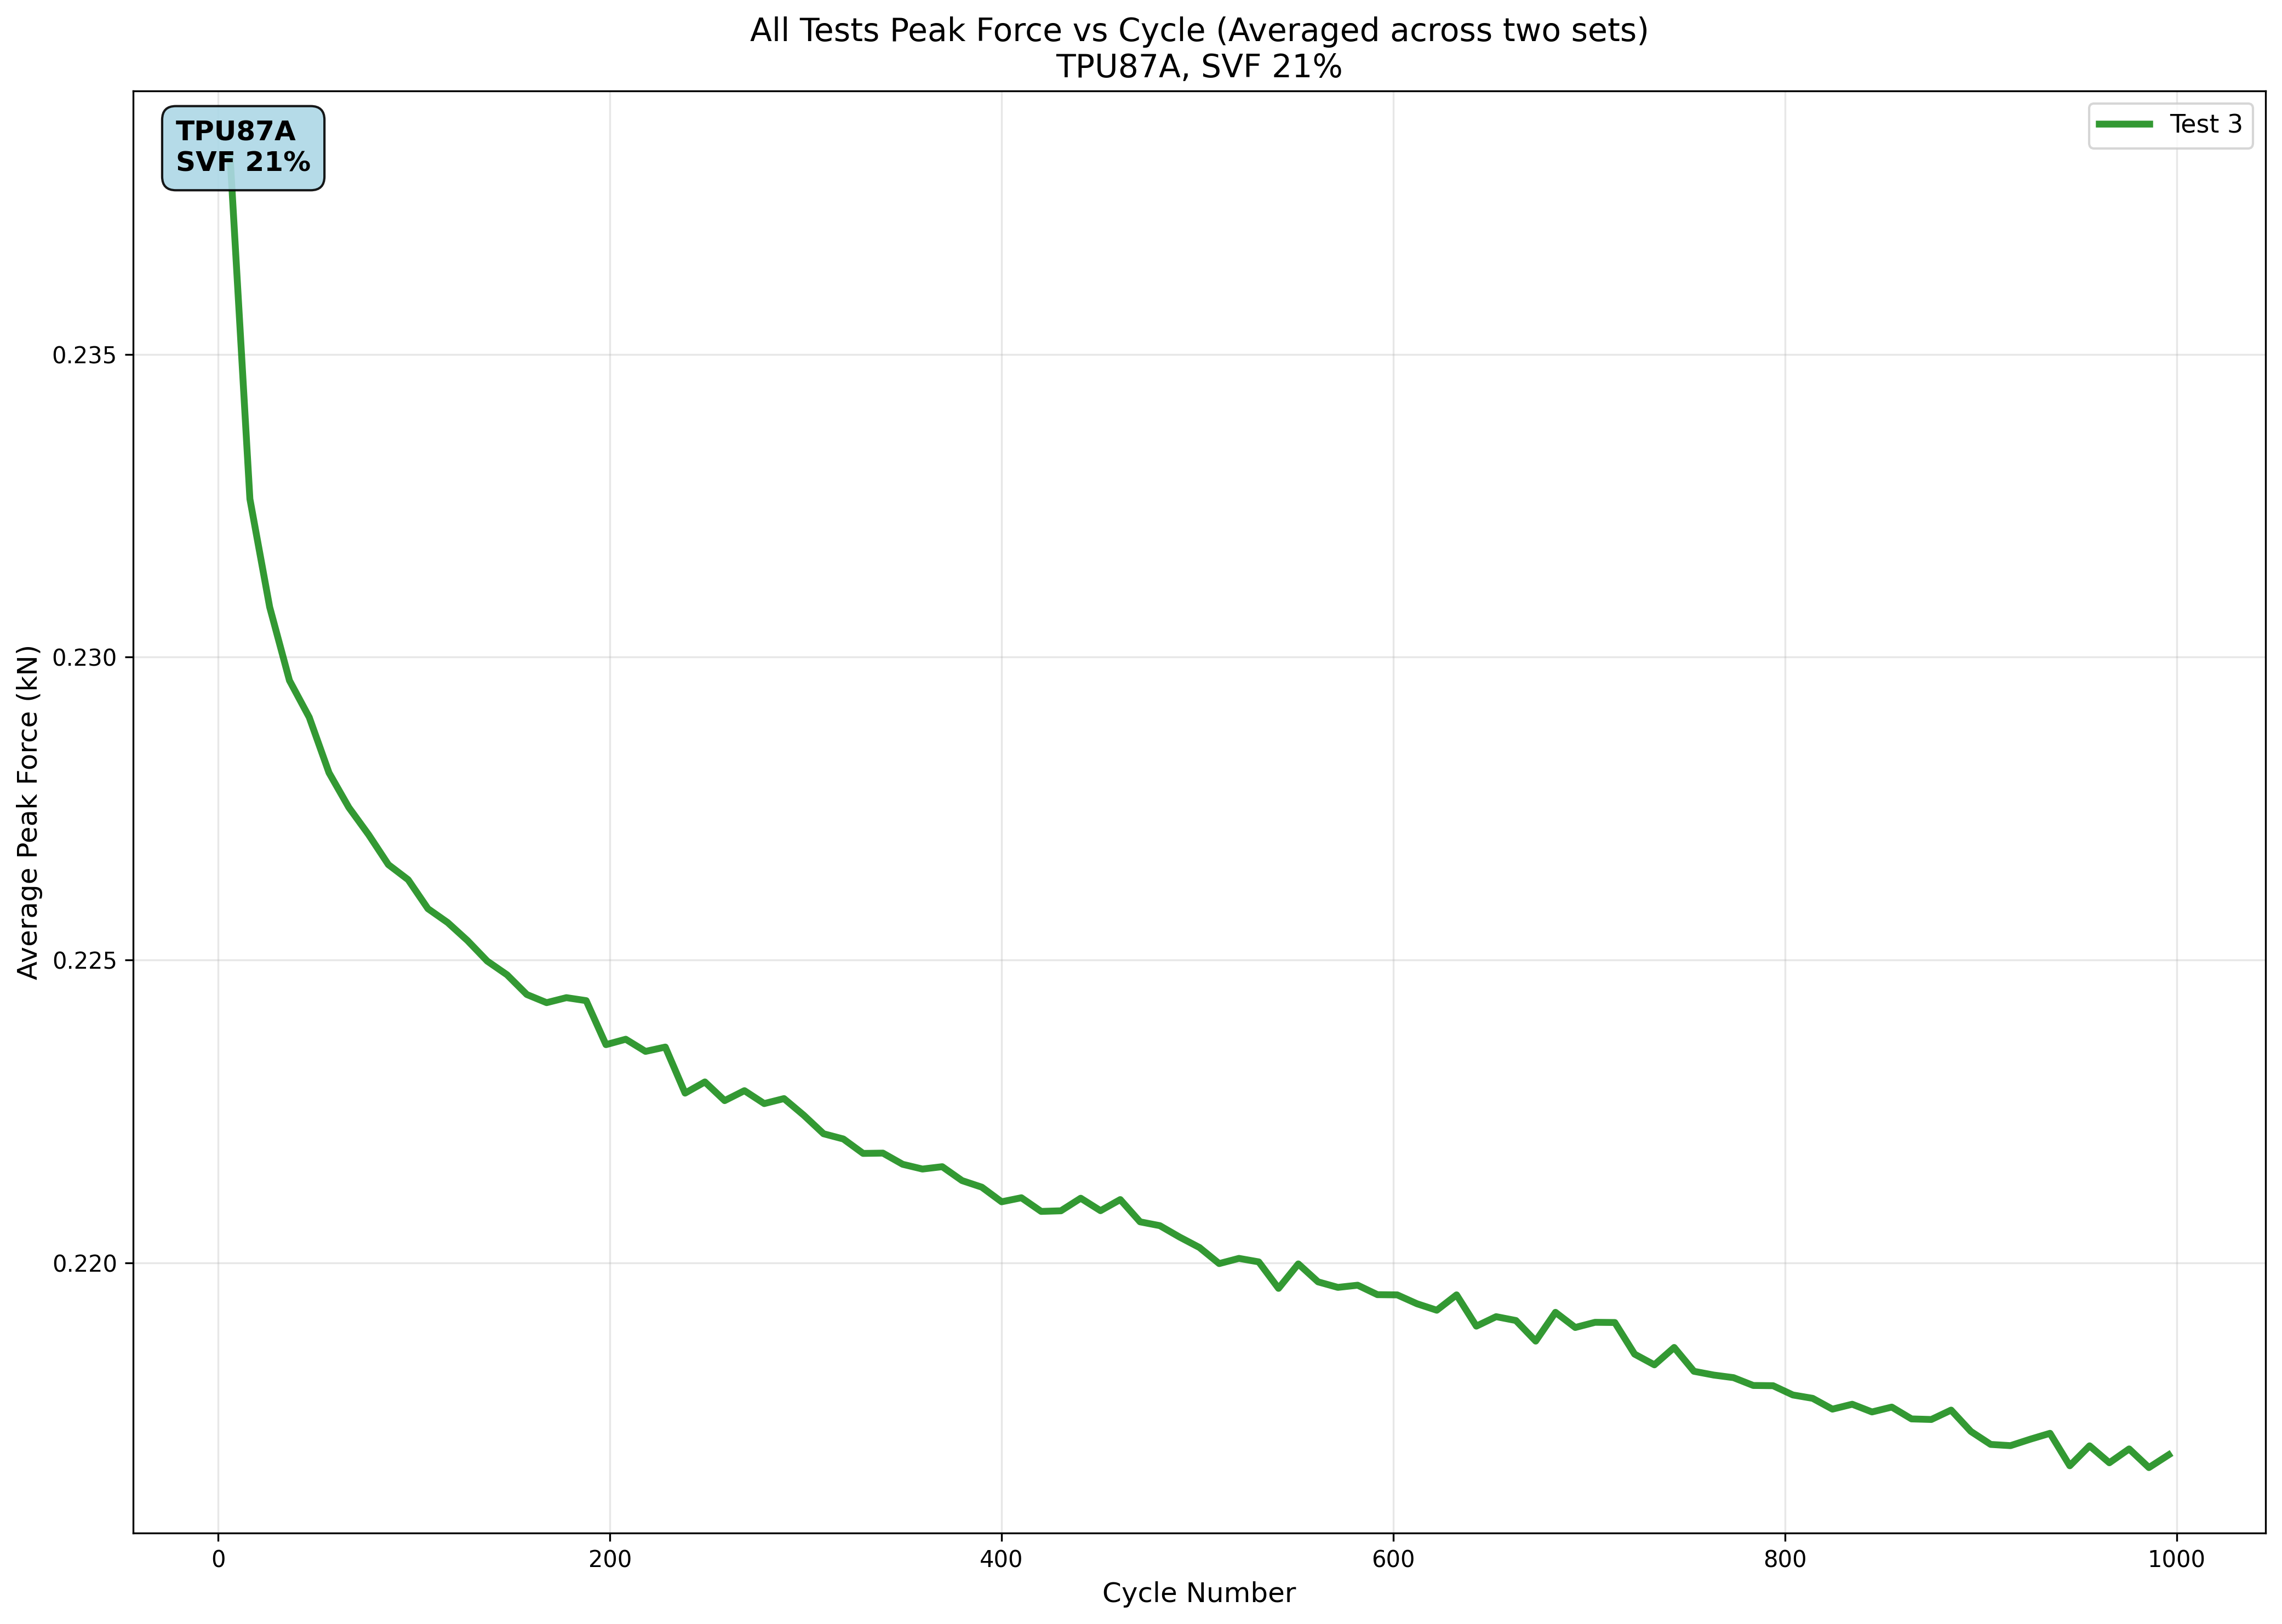 All Tests Peak Force vs Cycle (Averaged across two sets)
TPU87A, SVF 21%
TPU87A
SVF 21%
Test 3
Average Peak Force (kN)
0.235
0.230
0.225
0.220
0
200
400
600
800
1000
Cycle Number